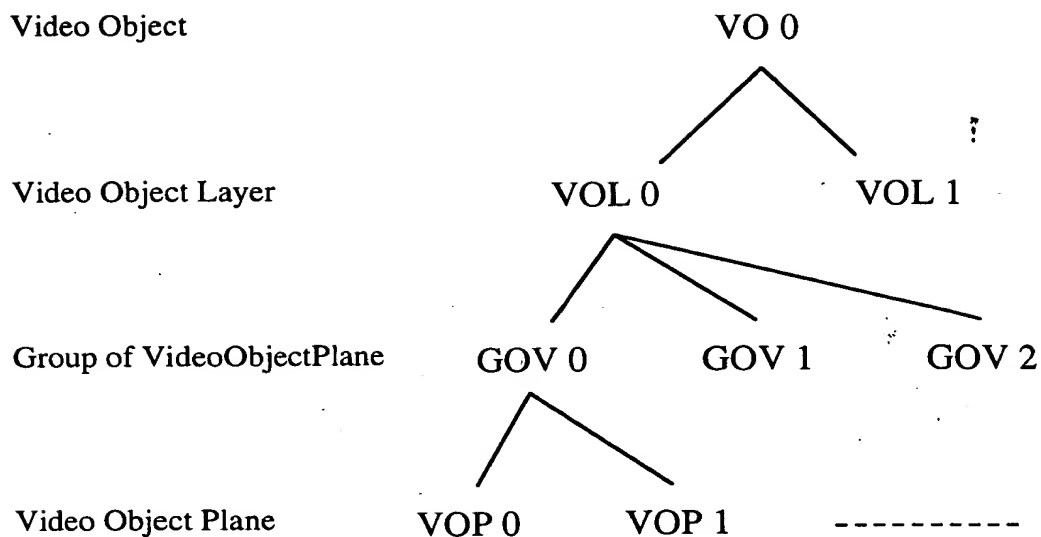 Video Object VO 0
Video Object Layer VOL 0 VOL 1
Group of VideoObjectPlane GOV 0 GOV 1 GOV 2
Video Object Plane VOP 0 VOP 1 ----------